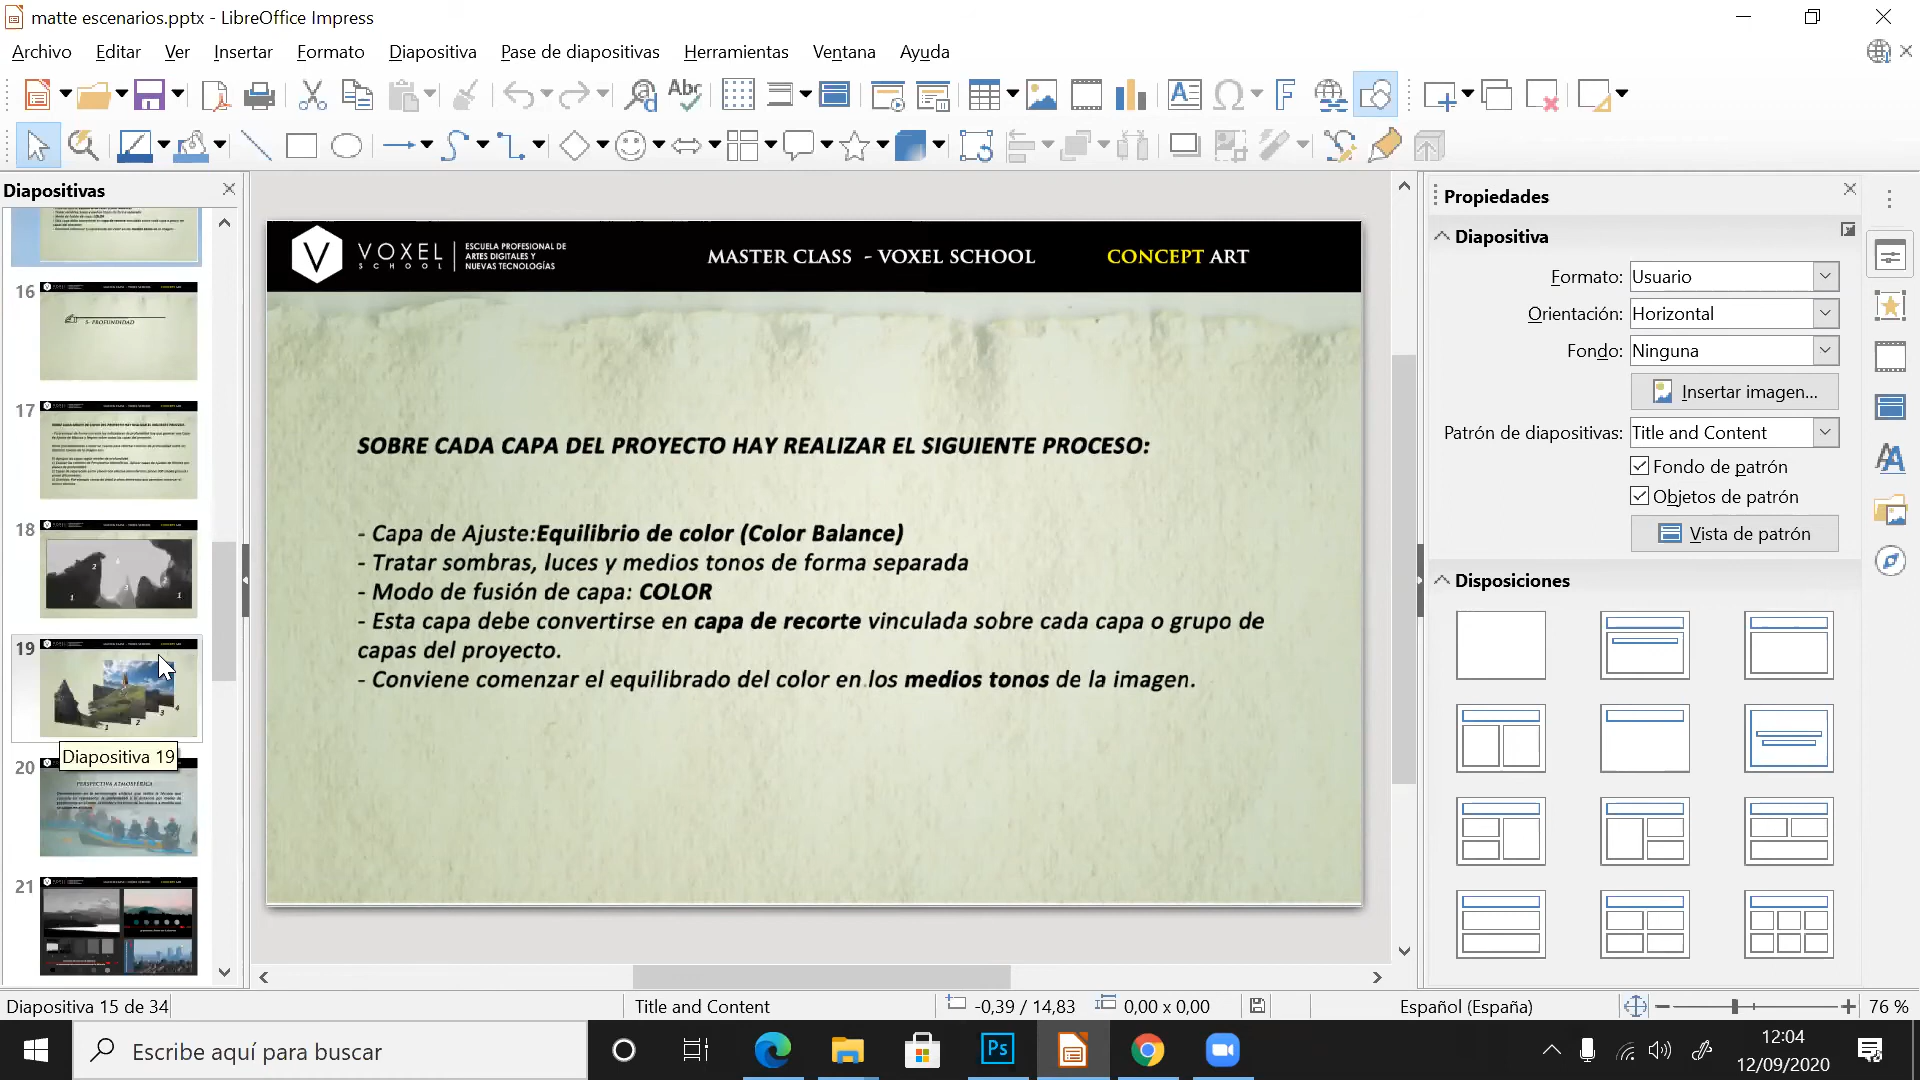 matte escenarios.pptx - LibreOffice Impress
Archivo Editar Ver Insertar Formato Diapositiva Pase de diapositivas Herramientas Ventana Ayuda
Diapositivas
16
5- PROFUNDIDAD
17
18
19
Diapositiva 19
20
PERSPECTIVA ATMOSFÉRICA
21
VOXEL
SCHOOL
ESCUELA PROFESIONAL DE
ARTES DIGITALES Y
NUEVAS TECNOLOGÍAS
MASTER CLASS - VOXEL SCHOOL
CONCEPT ART
SOBRE CADA CAPA DEL PROYECTO HAY REALIZAR EL SIGUIENTE PROCESO:
- Capa de Ajuste:Equilibrio de color (Color Balance)
- Tratar sombras, luces y medios tonos de forma separada
- Modo de fusión de capa: COLOR
- Esta capa debe convertirse en capa de recorte vinculada sobre cada capa o grupo de
capas del proyecto.
- Conviene comenzar el equilibrado del color en los medios tonos de la imagen.
Propiedades
Diapositiva
Formato: Usuario
Orientación: Horizontal
Fondo: Ninguna
Insertar imagen...
Patrón de diapositivas: Title and Content
Fondo de patrón
Objetos de patrón
Vista de patrón
Disposiciones
Diapositiva 15 de 34
Title and Content
-0,39 / 14,83
0,00 x 0,00
Español (España)
76 %
Escribe aquí para buscar
Ps
12:04
12/09/2020